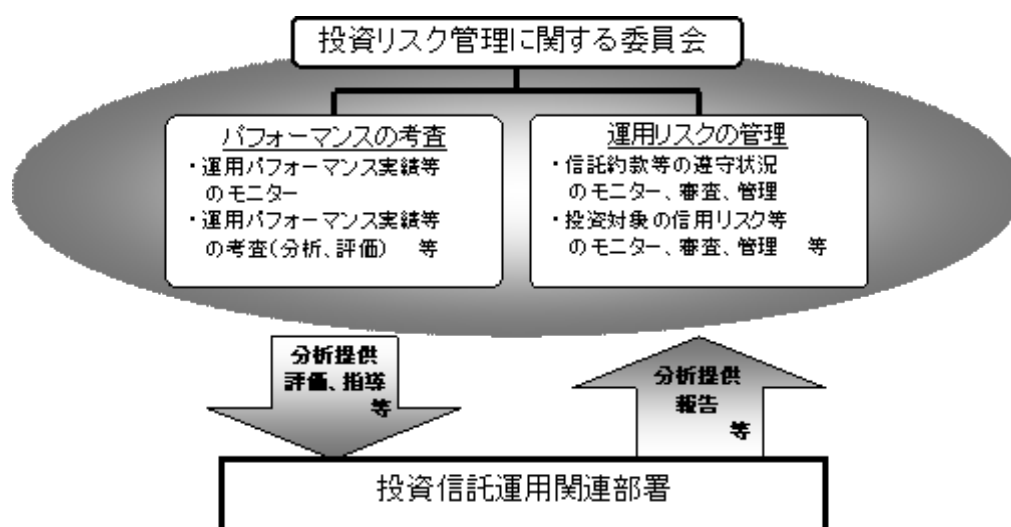 投資リスク管理に関する委員会
パフォーマンスの考査
・運用パフォーマンス実績等
のモニター
・運用パフォーマンス実績等
の考査(分析、評価) 等
運用リスクの管理
・信託約款等の遵守状況
のモニター、審査、管理
・投資対象の信用リスク等
のモニター、審査、管理 等
分析提供
評価、指導
等
分析提供
報告
等
投資信託運用関連部署